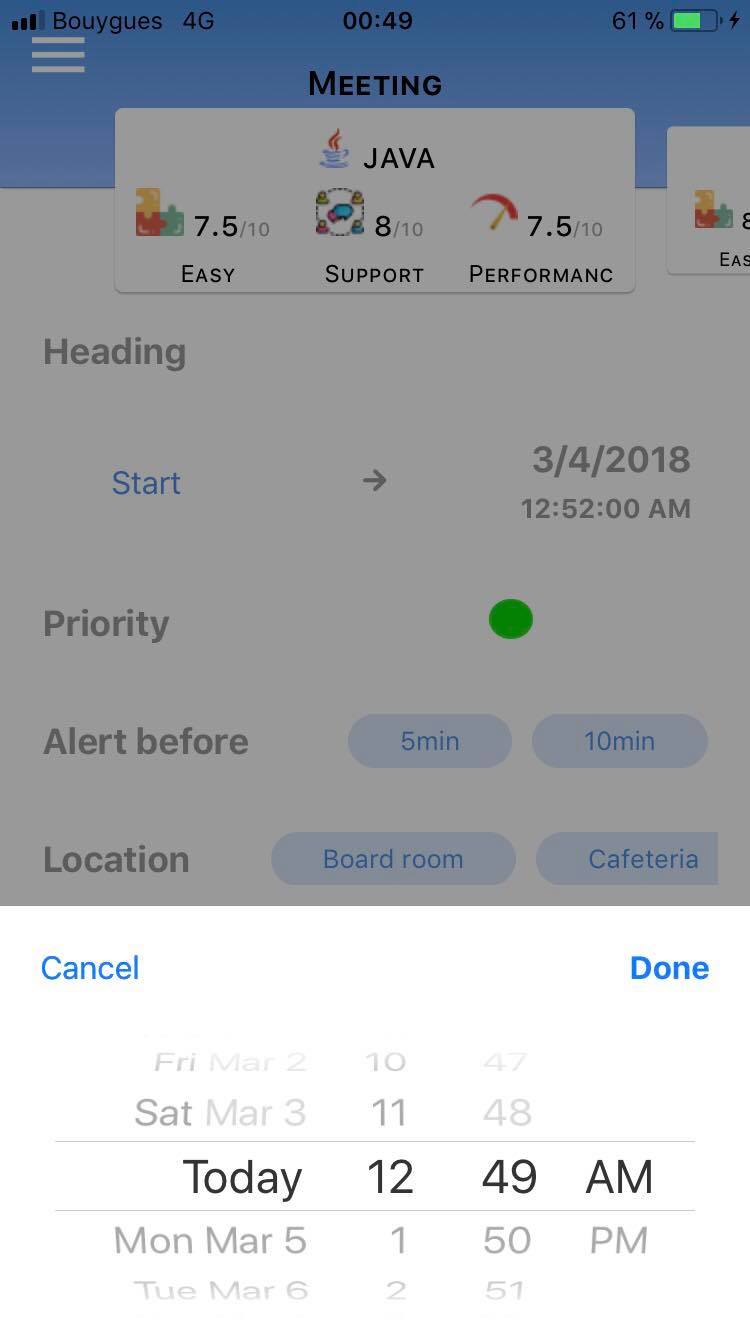 Bouygues 4G 00:49 61 %
MEETING
JAVA
7.5/10 8/10 7.5/10
EASY SUPPORT PERFORMANC
EAS
Heading
Start → 3/4/2018
12:52:00 AM
Priority
Alert before 5min 10min
Location Board room Cafeteria
Cancel Done
Fri Mar 2 10 47
Sat Mar 3 11 48
Today 12 49 AM
Mon Mar 5 1 50 PM
Tue Mar 6 2 51